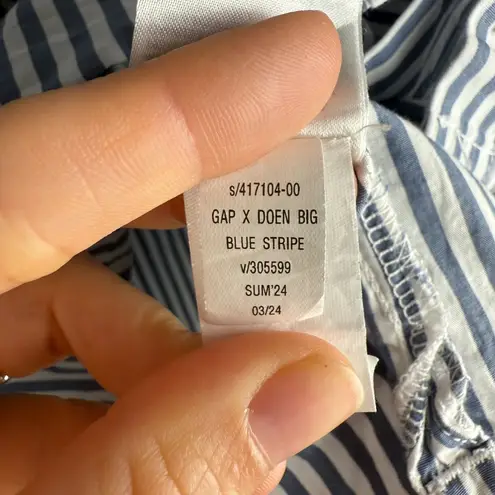 s/417104-00
GAP X DOEN BIG
BLUE STRIPE
v/305599
SUM'24
03/24